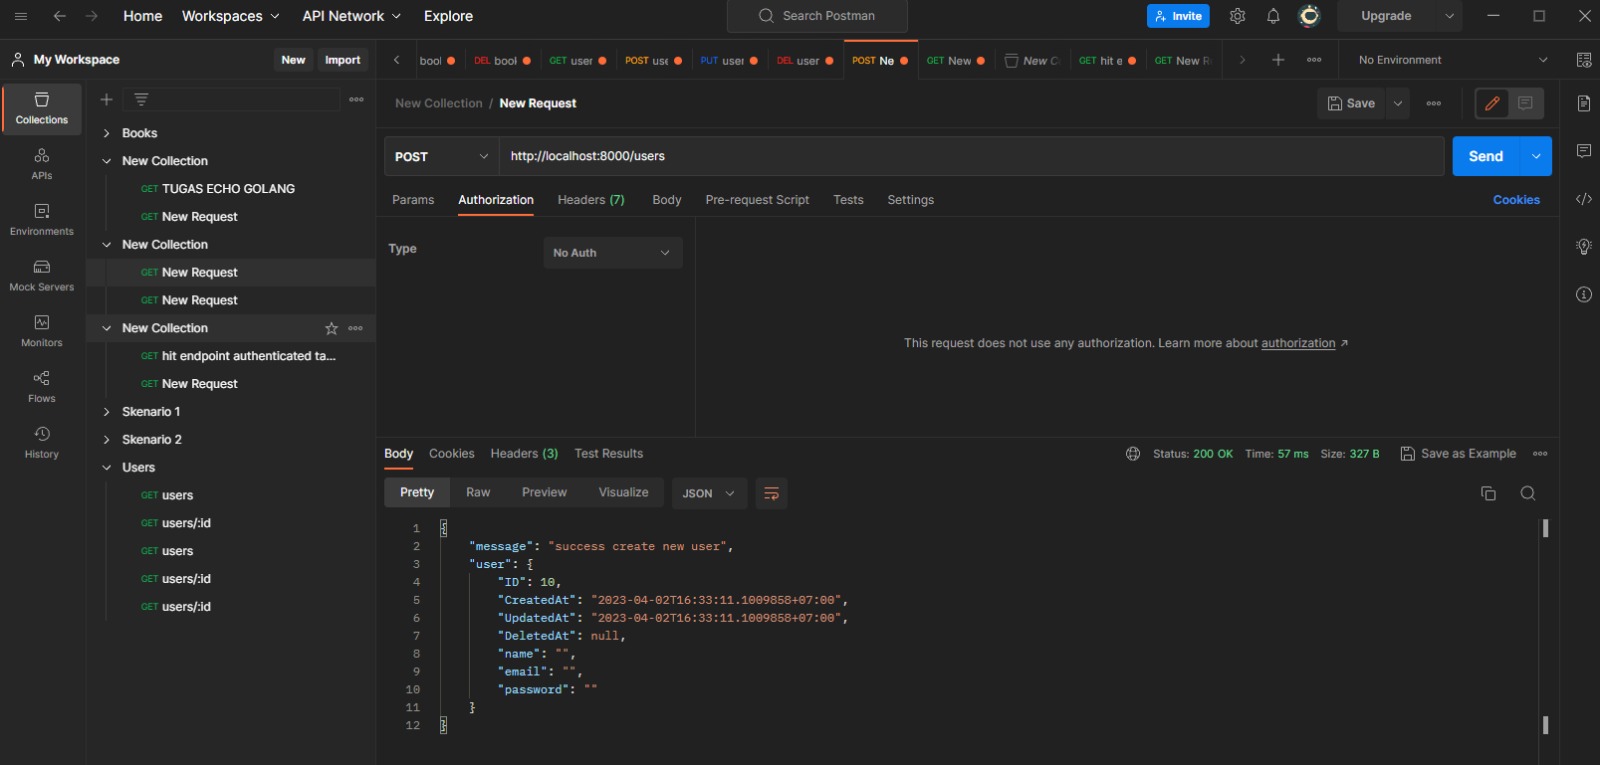 Home Workspaces API Network Explore Search Postman Invite Upgrade
My Workspace New Import
DEL GET POST PUT DEL POST Ne GET New GET GET New No Environment
Collections
APIs
Environments
Mock Servers
Monitors
Flows
History
Books
New Collection
GET TUGAS ECHO GOLANG
GET New Request
New Collection
GET New Request
GET New Request
New Collection
GET hit endpoint authenticated ta...
GET New Request
Skenario 1
Skenario 2
Users
GET users
GET users/:id
GET users
GET users/:id
GET users/:id
New Collection / New Request Save
POST http://localhost:8000/users Send
Params Authorization Headers (7) Body Pre-request Script Tests Settings Cookies
Type No Auth
This request does not use any authorization. Learn more about authorization ↗
Body Cookies Headers (3) Test Results Status: 200 OK Time: 57 ms Size: 327 B Save as Example
Pretty Raw Preview Visualize JSON
1 {
2 "message": "success create new user",
3 "user": {
4 "ID": 10,
5 "CreatedAt": "2023-04-02T16:33:11.1009858+07:00",
6 "UpdatedAt": "2023-04-02T16:33:11.1009858+07:00",
7 "DeletedAt": null,
8 "name": "",
9 "email": "",
10 "password": ""
11 }
12 }